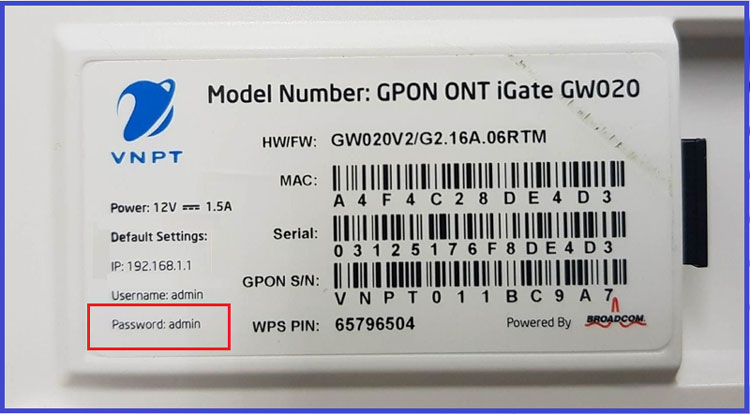 Model Number: GPON ONT iGate GW020
VNPT
HW/FW: GW020V2/G2.16A.06RTM
MAC:
A4F4C28DE4D3
Power: 12V ⎓ 1.5A
Serial:
03125176F8DE4D3
Default Settings:
IP: 192.168.1.1
GPON S/N:
VNPT011BC9A7
Username: admin
Password: admin
WPS PIN: 65796504
Powered By BROADCOM.